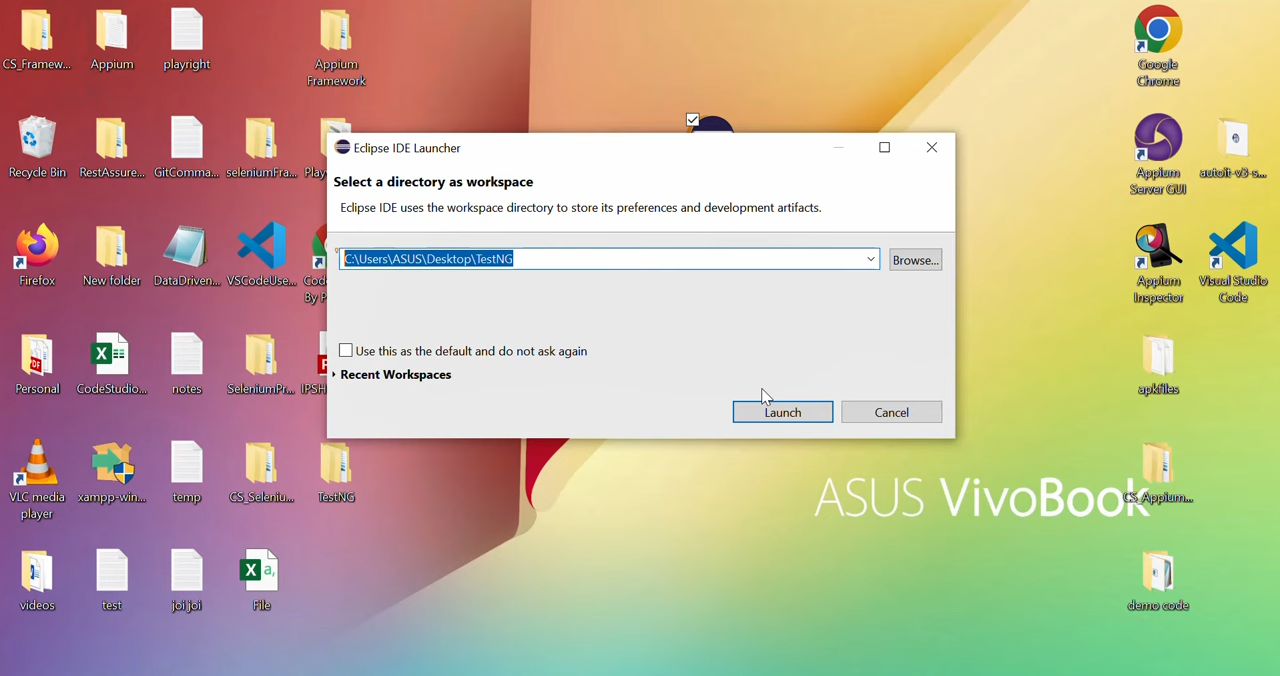 CS_Framew...
Appium
playright
Appium
Framework
Google
Chrome
Recycle Bin
RestAssure...
GitComma...
seleniumFra...
Appium
Server GUI
autoit-v3-s...
Eclipse IDE Launcher
Select a directory as workspace
Eclipse IDE uses the workspace directory to store its preferences and development artifacts.
C:\Users\ASUS\Desktop\TestNG
Browse...
Use this as the default and do not ask again
Recent Workspaces
Launch
Cancel
Firefox
New folder
DataDriven...
VSCodeUse...
Appium
Inspector
Visual Studio
Code
Personal
CodeStudio...
notes
SeleniumPr...
apkfiles
VLC media
player
xampp-win...
temp
CS_Seleniu...
TestNG
ASUS VivoBook
CS_Appium...
videos
test
joi joi
File
demo code